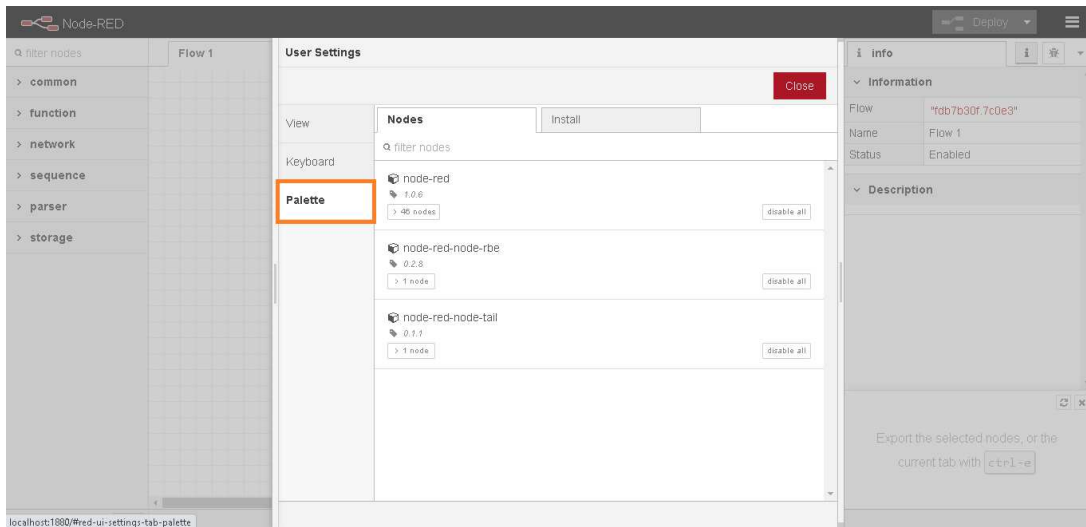 Node-RED
Deploy
filter nodes
Flow 1
common
function
network
sequence
parser
storage
User Settings
Close
View
Keyboard
Palette
Nodes
Install
filter nodes
node-red
1.0.6
> 46 nodes
disable all
node-red-node-rbe
0.2.8
> 1 node
disable all
node-red-node-tail
0.1.1
> 1 node
disable all
i info
i
Information
Flow "fdb7b30f.7c0e3"
Name Flow 1
Status Enabled
Description
Export the selected nodes, or the
current tab with ctrl-e
localhost:1880/#red-ui-settings-tab-palette